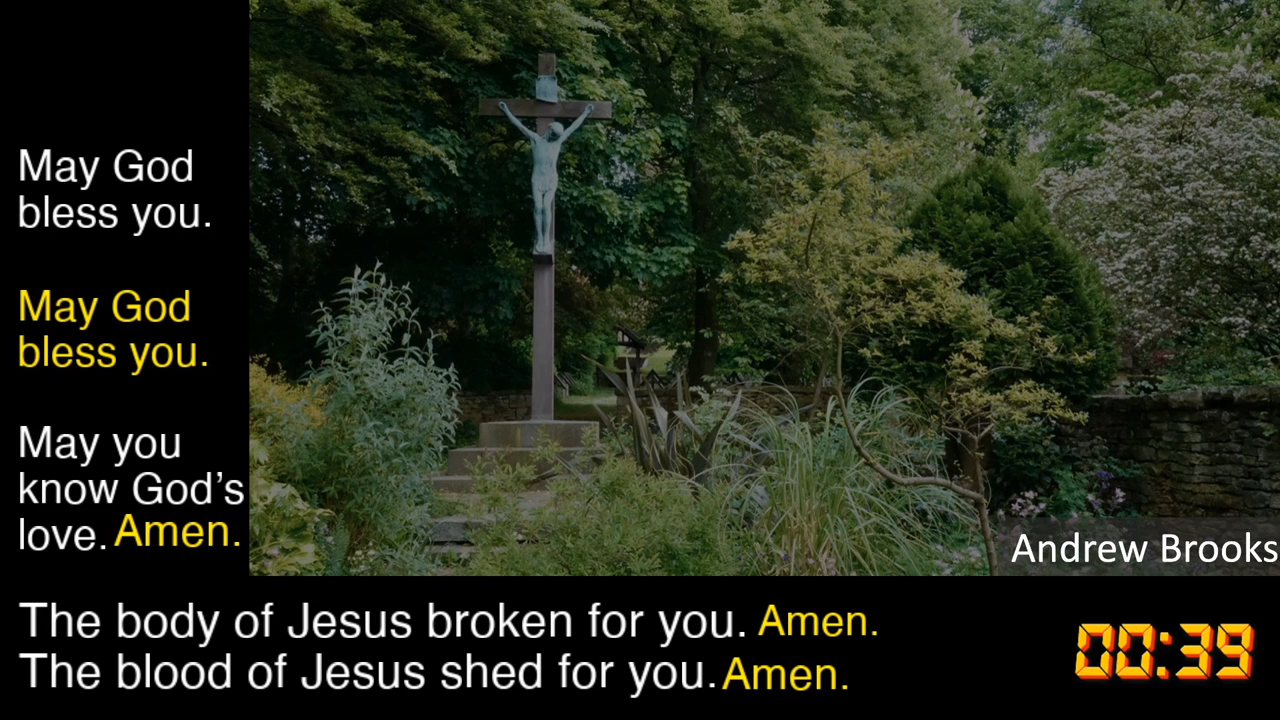 May God
bless you.
May God
bless you.
May you
know God's
love. Amen.
Andrew Brooks
The body of Jesus broken for you. Amen.
The blood of Jesus shed for you. Amen.
00:39